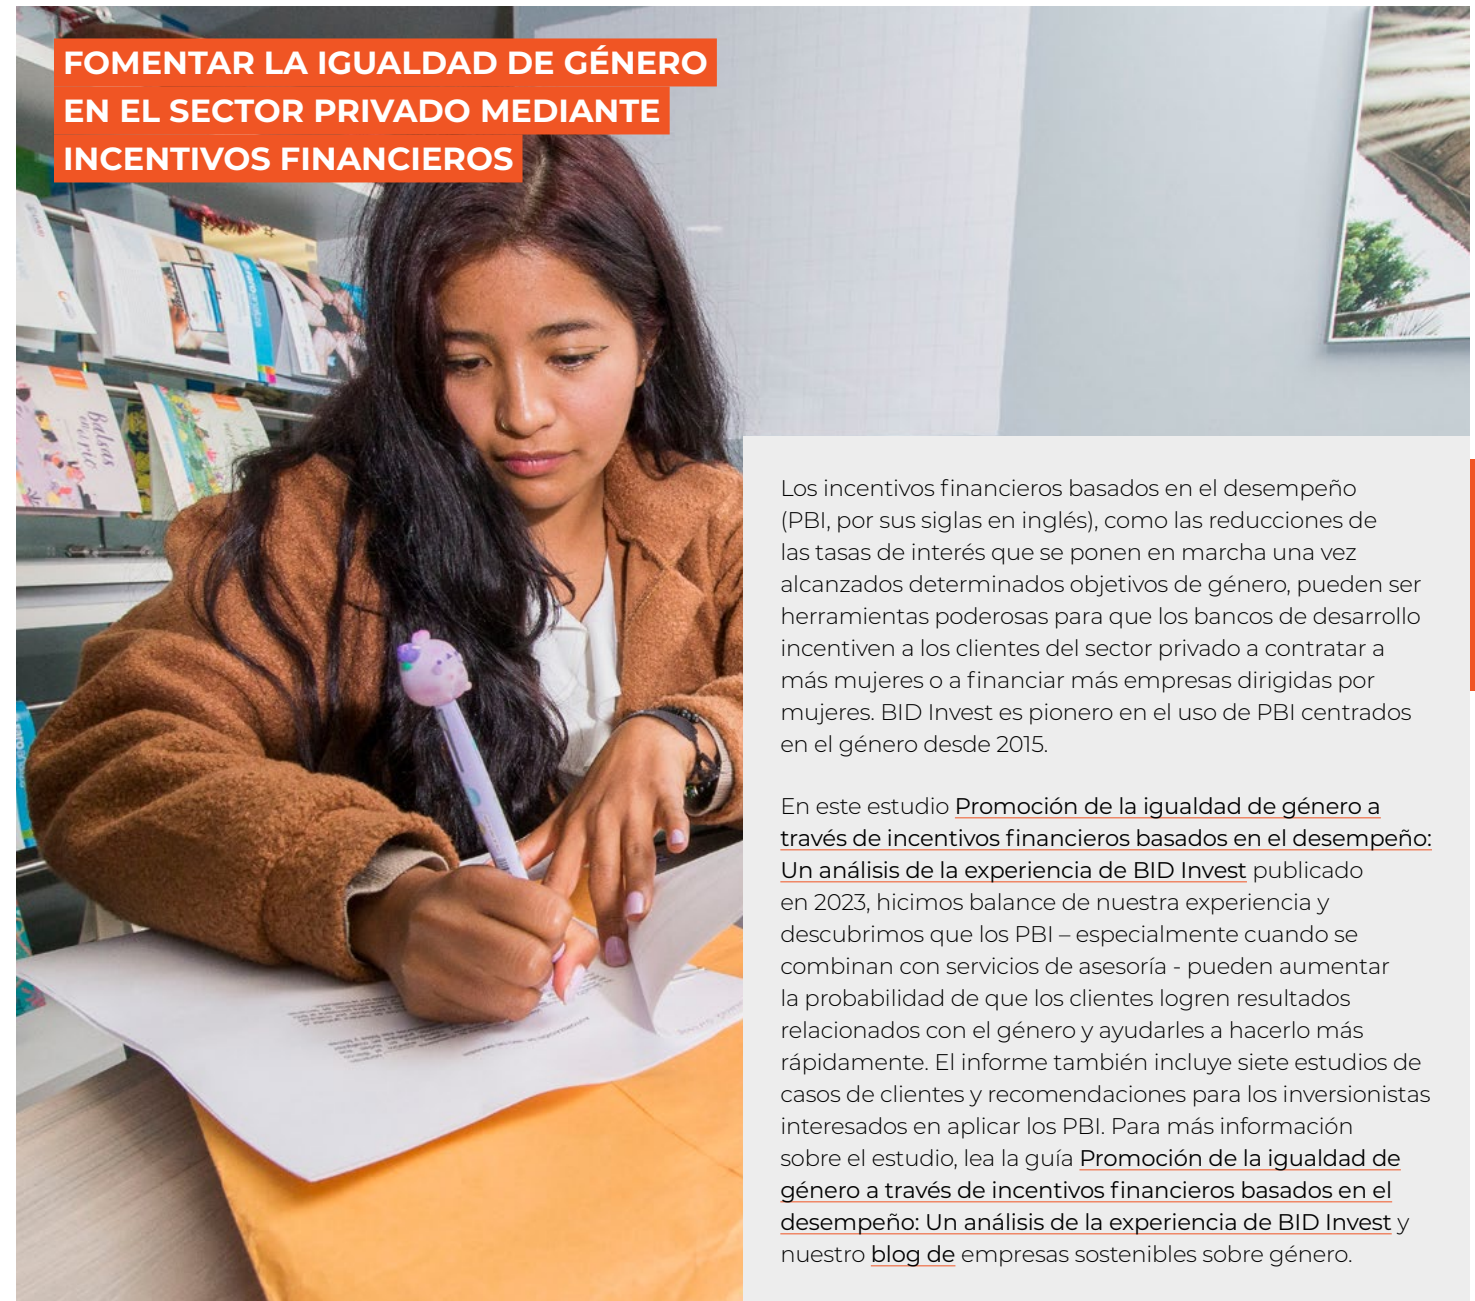 FOMENTAR LA IGUALDAD DE GÉNERO
EN EL SECTOR PRIVADO MEDIANTE
INCENTIVOS FINANCIEROS
Balsas
en el río
Los incentivos financieros basados en el desempeño
(PBI, por sus siglas en inglés), como las reducciones de
las tasas de interés que se ponen en marcha una vez
alcanzados determinados objetivos de género, pueden ser
herramientas poderosas para que los bancos de desarrollo
incentiven a los clientes del sector privado a contratar a
más mujeres o a financiar más empresas dirigidas por
mujeres. BID Invest es pionero en el uso de PBI centrados
en el género desde 2015.
En este estudio Promoción de la igualdad de género a
través de incentivos financieros basados en el desempeño:
Un análisis de la experiencia de BID Invest publicado
en 2023, hicimos balance de nuestra experiencia y
descubrimos que los PBI – especialmente cuando se
combinan con servicios de asesoría - pueden aumentar
la probabilidad de que los clientes logren resultados
relacionados con el género y ayudarles a hacerlo más
rápidamente. El informe también incluye siete estudios de
casos de clientes y recomendaciones para los inversionistas
interesados en aplicar los PBI. Para más información
sobre el estudio, lea la guía Promoción de la igualdad de
género a través de incentivos financieros basados en el
desempeño: Un análisis de la experiencia de BID Invest y
nuestro blog de empresas sostenibles sobre género.